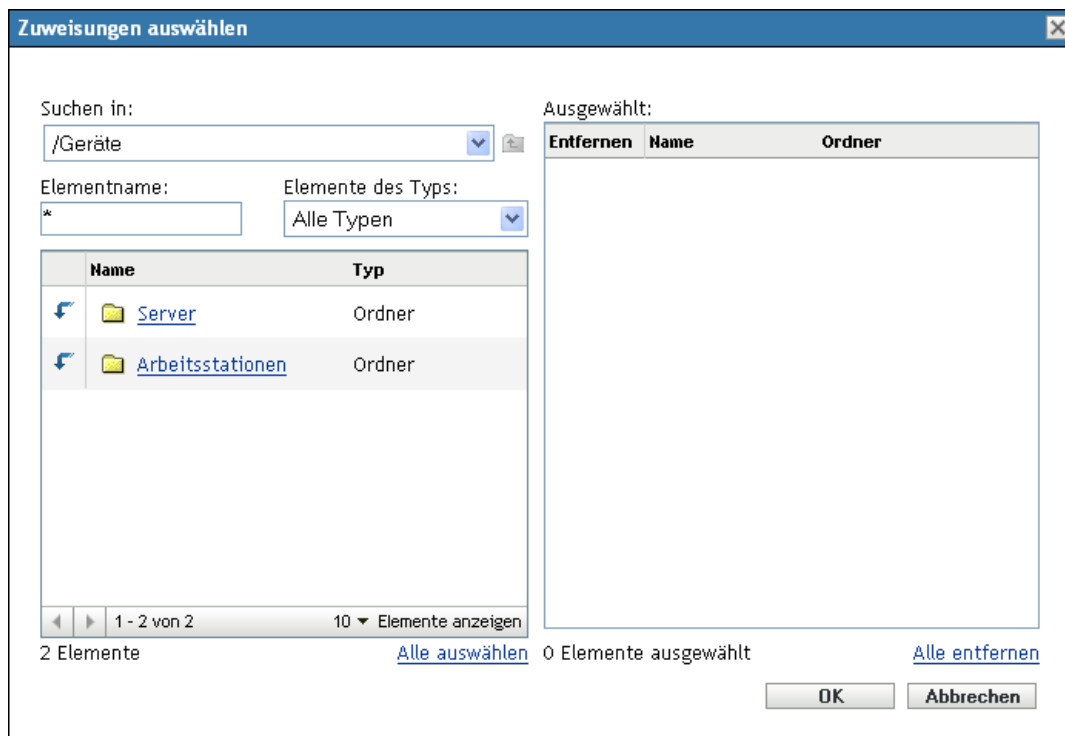 Zuweisungen auswählen
Suchen in:
/Geräte
Elementname:
Elemente des Typs:
*
Alle Typen
Name
Typ
Server
Ordner
Arbeitsstationen
Ordner
1 - 2 von 2
10
Elemente anzeigen
2 Elemente
Alle auswählen
Ausgewählt:
Entfernen
Name
Ordner
0 Elemente ausgewählt
Alle entfernen
OK
Abbrechen